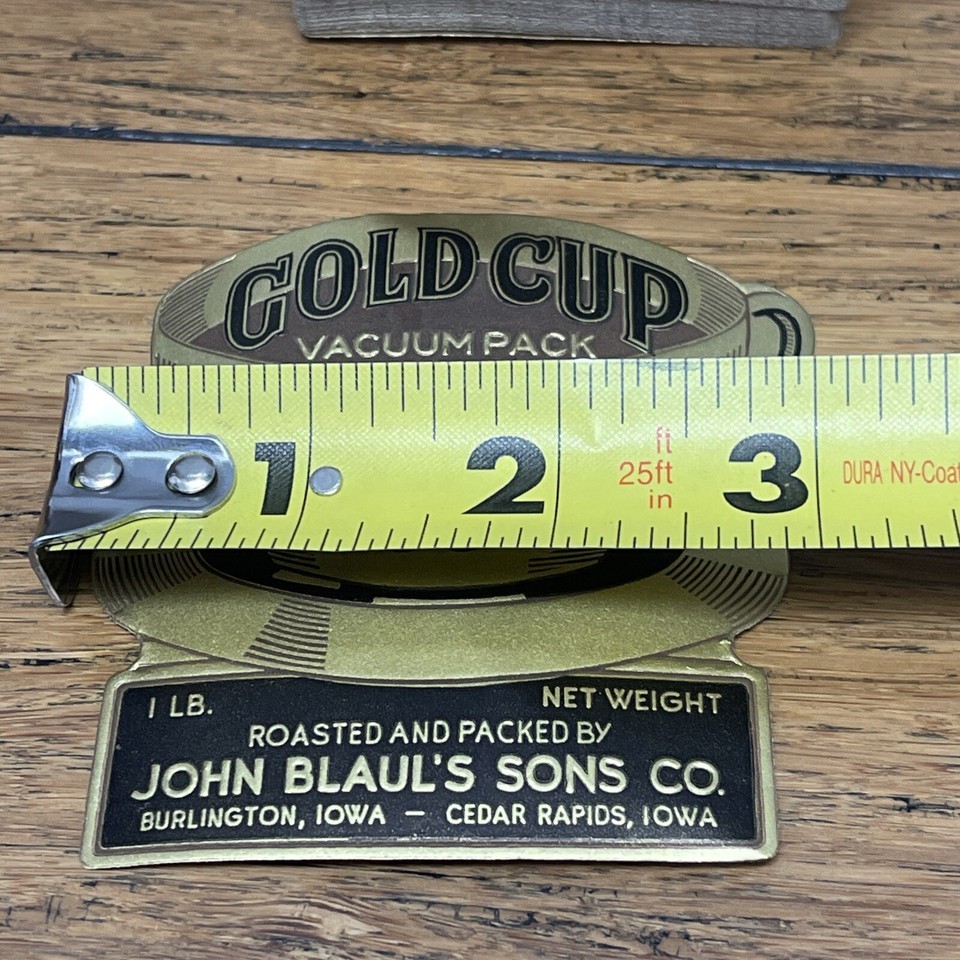 GOLD CUP
VACUUM PACK
1 2 3
ft
25ft
in
DURA NY-Coat
1 LB. NET WEIGHT
ROASTED AND PACKED BY
JOHN BLAUL'S SONS CO.
BURLINGTON, IOWA — CEDAR RAPIDS, IOWA